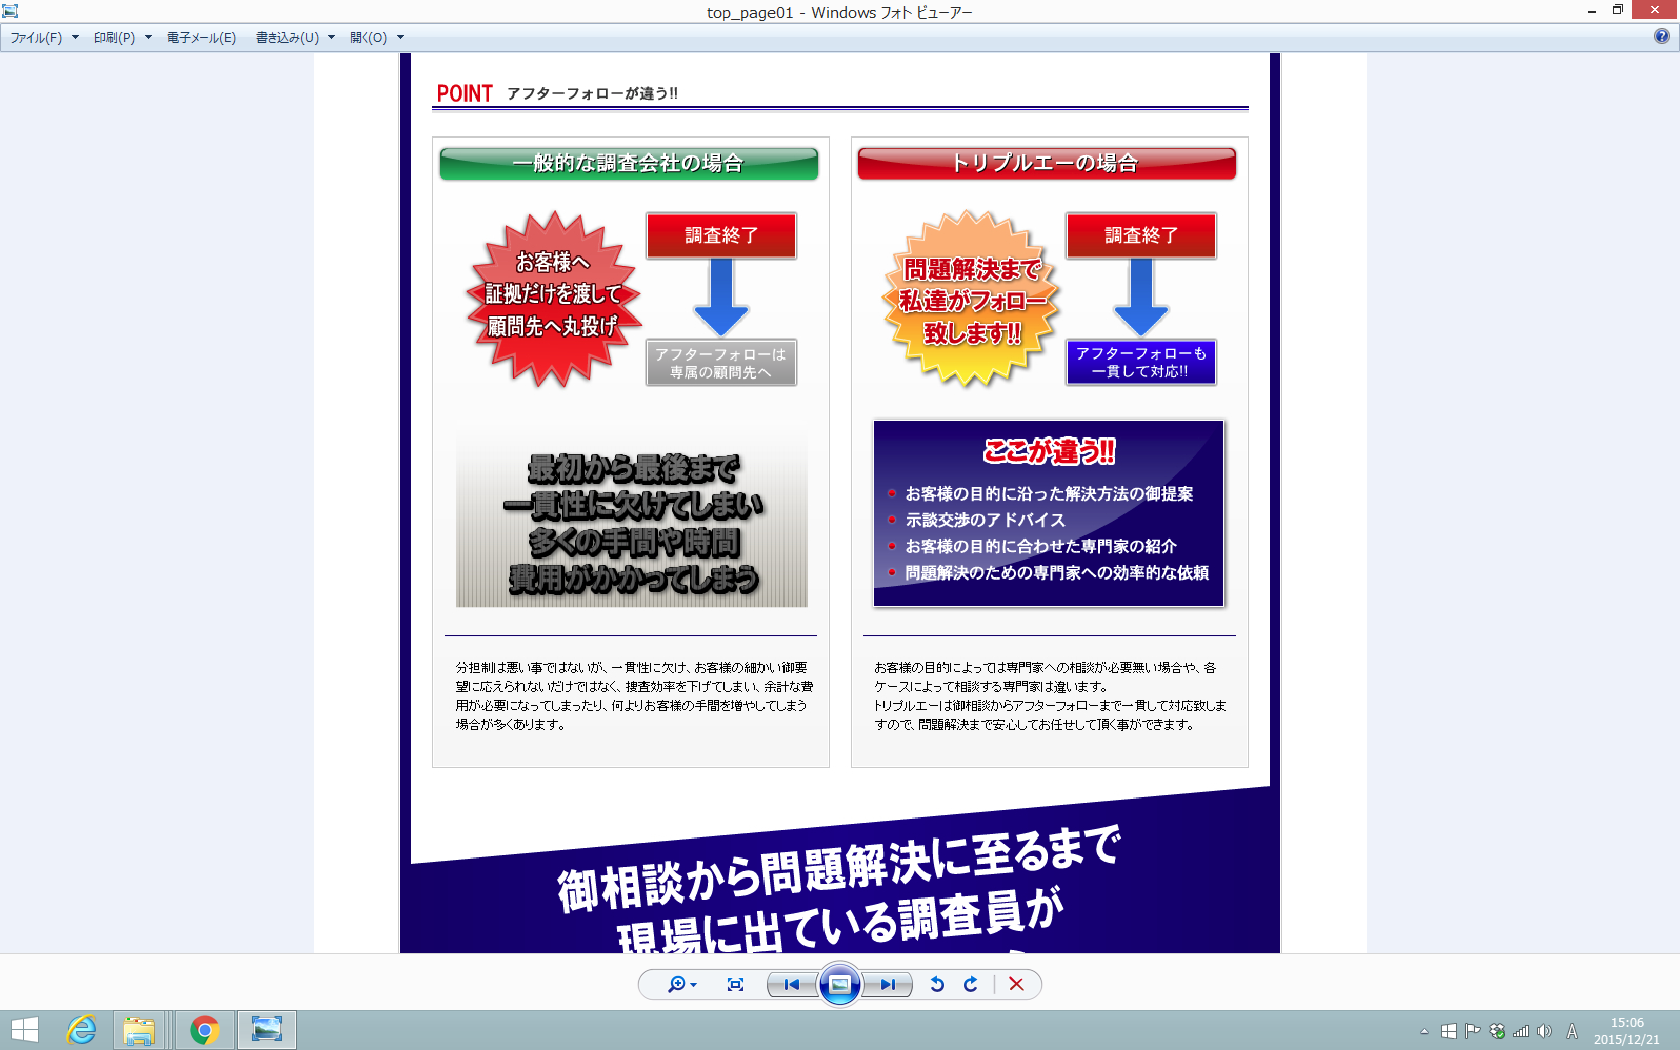 top_page01 - Windows フォト ビューアー
ファイル(F)
印刷(P)
電子メール(E)
書き込み(U)
開く(O)
POINT アフターフォローが違う!!
一般的な調査会社の場合
お客様へ
証拠だけを渡して
顧問先へ丸投げ
調査終了
アフターフォローは
専属の顧問先へ
最初から最後まで
一貫性に欠けてしまい
多くの手間や時間
費用がかかってしまう
分担制は悪い事ではないが、一貫性に欠け、お客様の細かい御要
望に応えられないだけではなく、捜査効率を下げてしまい、余計な費
用が必要になってしまったり、何よりお客様の手間を増やしてしまう
場合が多くあります。
トリプルエーの場合
問題解決まで
私達がフォロー
致します!!
調査終了
アフターフォローも
一貫して対応!!
ここが違う!!
お客様の目的に沿った解決方法の御提案
示談交渉のアドバイス
お客様の目的に合わせた専門家の紹介
問題解決のための専門家への効率的な依頼
お客様の目的によっては専門家への相談が必要無い場合や、各
ケースによって相談する専門家は違います。
トリプルエーは御相談からアフターフォローまで一貫して対応致しま
すので、問題解決まで安心してお任せして頂く事ができます。
御相談から問題解決に至るまで
現場に出ている調査員が
A
15:06
2015/12/21